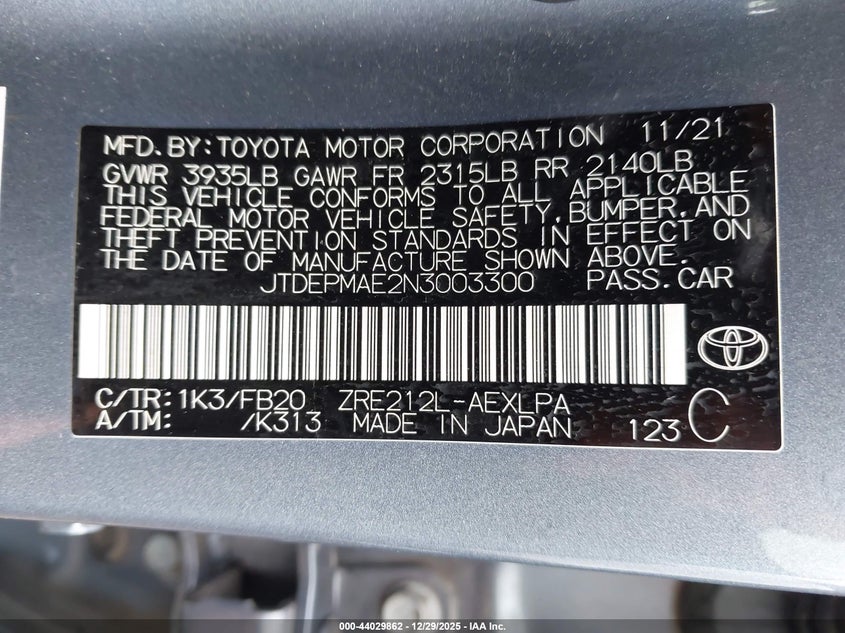 MFD.BY:TOYOTA MOTOR CORPORATION 11/21
GVWR 3935LB GAWR FR 2315LB RR 2140LB
THIS VEHICLE CONFORMS TO ALL APPLICABLE
FEDERAL MOTOR VEHICLE SAFETY,BUMPER,AND
THEFT PREVENTION STANDARDS IN EFFECT ON
THE DATE OF MANUFACTURE SHOWN ABOVE.
JTDEPMAE2N3003300 PASS.CAR
C/TR:1K3/FB20 ZRE212L-AEXLPA
A/TM: /K313 MADE IN JAPAN 123 C
000-44029862 - 12/29/2025 - IAA Inc.